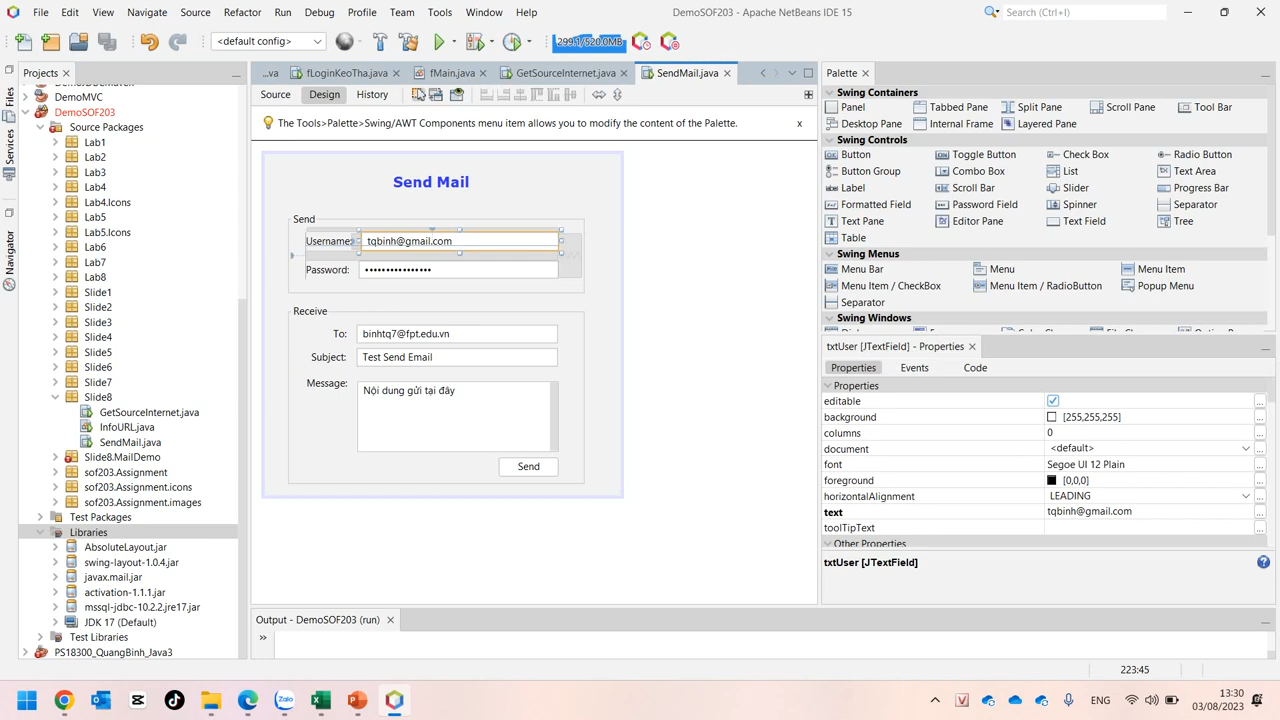 File Edit View Navigate Source Refactor Run Debug Profile Team Tools Window Help
DemoSOF203 - Apache NetBeans IDE 15
Search (Ctrl+I)
<default config>
299.1/520.0MB
Projects
Files
Services
Navigator
DemoMVC
DemoSOF203
Source Packages
Lab1
Lab2
Lab3
Lab4
Lab4.Icons
Lab5
Lab5.Icons
Lab6
Lab7
Lab8
Slide1
Slide2
Slide3
Slide4
Slide5
Slide6
Slide7
Slide8
GetSourceInternet.java
InfoURL.java
SendMail.java
Slide8.MailDemo
sof203.Assignment
sof203.Assignment.icons
sof203.Assignment.images
Test Packages
Libraries
AbsoluteLayout.jar
swing-layout-1.0.4.jar
javax.mail.jar
activation-1.1.1.jar
mssql-jdbc-10.2.2.jre17.jar
JDK 17 (Default)
Test Libraries
PS18300_QuangBinh_Java3
...va fLoginKeoTha.java fMain.java GetSourceInternet.java SendMail.java
Source Design History
The Tools>Palette>Swing/AWT Components menu item allows you to modify the content of the Palette. x
Send Mail
Send
Username: tqbinh@gmail.com
Password: ••••••••••••••••
Receive
To: binhtq7@fpt.edu.vn
Subject: Test Send Email
Message: Nội dung gửi tại đây
Send
Output - DemoSOF203 (run)
Palette
Swing Containers
Panel Tabbed Pane Split Pane Scroll Pane Tool Bar
Desktop Pane Internal Frame Layered Pane
Swing Controls
Button Toggle Button Check Box Radio Button
Button Group Combo Box List Text Area
Label Scroll Bar Slider Progress Bar
Formatted Field Password Field Spinner Separator
Text Pane Editor Pane Text Field Tree
Table
Swing Menus
Menu Bar Menu Menu Item
Menu Item / CheckBox Menu Item / RadioButton Popup Menu
Separator
Swing Windows
txtUser [JTextField] - Properties
Properties Events Code
Properties
editable
background [255,255,255]
columns 0
document <default>
font Segoe UI 12 Plain
foreground [0,0,0]
horizontalAlignment LEADING
text tqbinh@gmail.com
toolTipText
Other Properties
txtUser [JTextField]
223:45
Zalo
ENG
13:30
03/08/2023